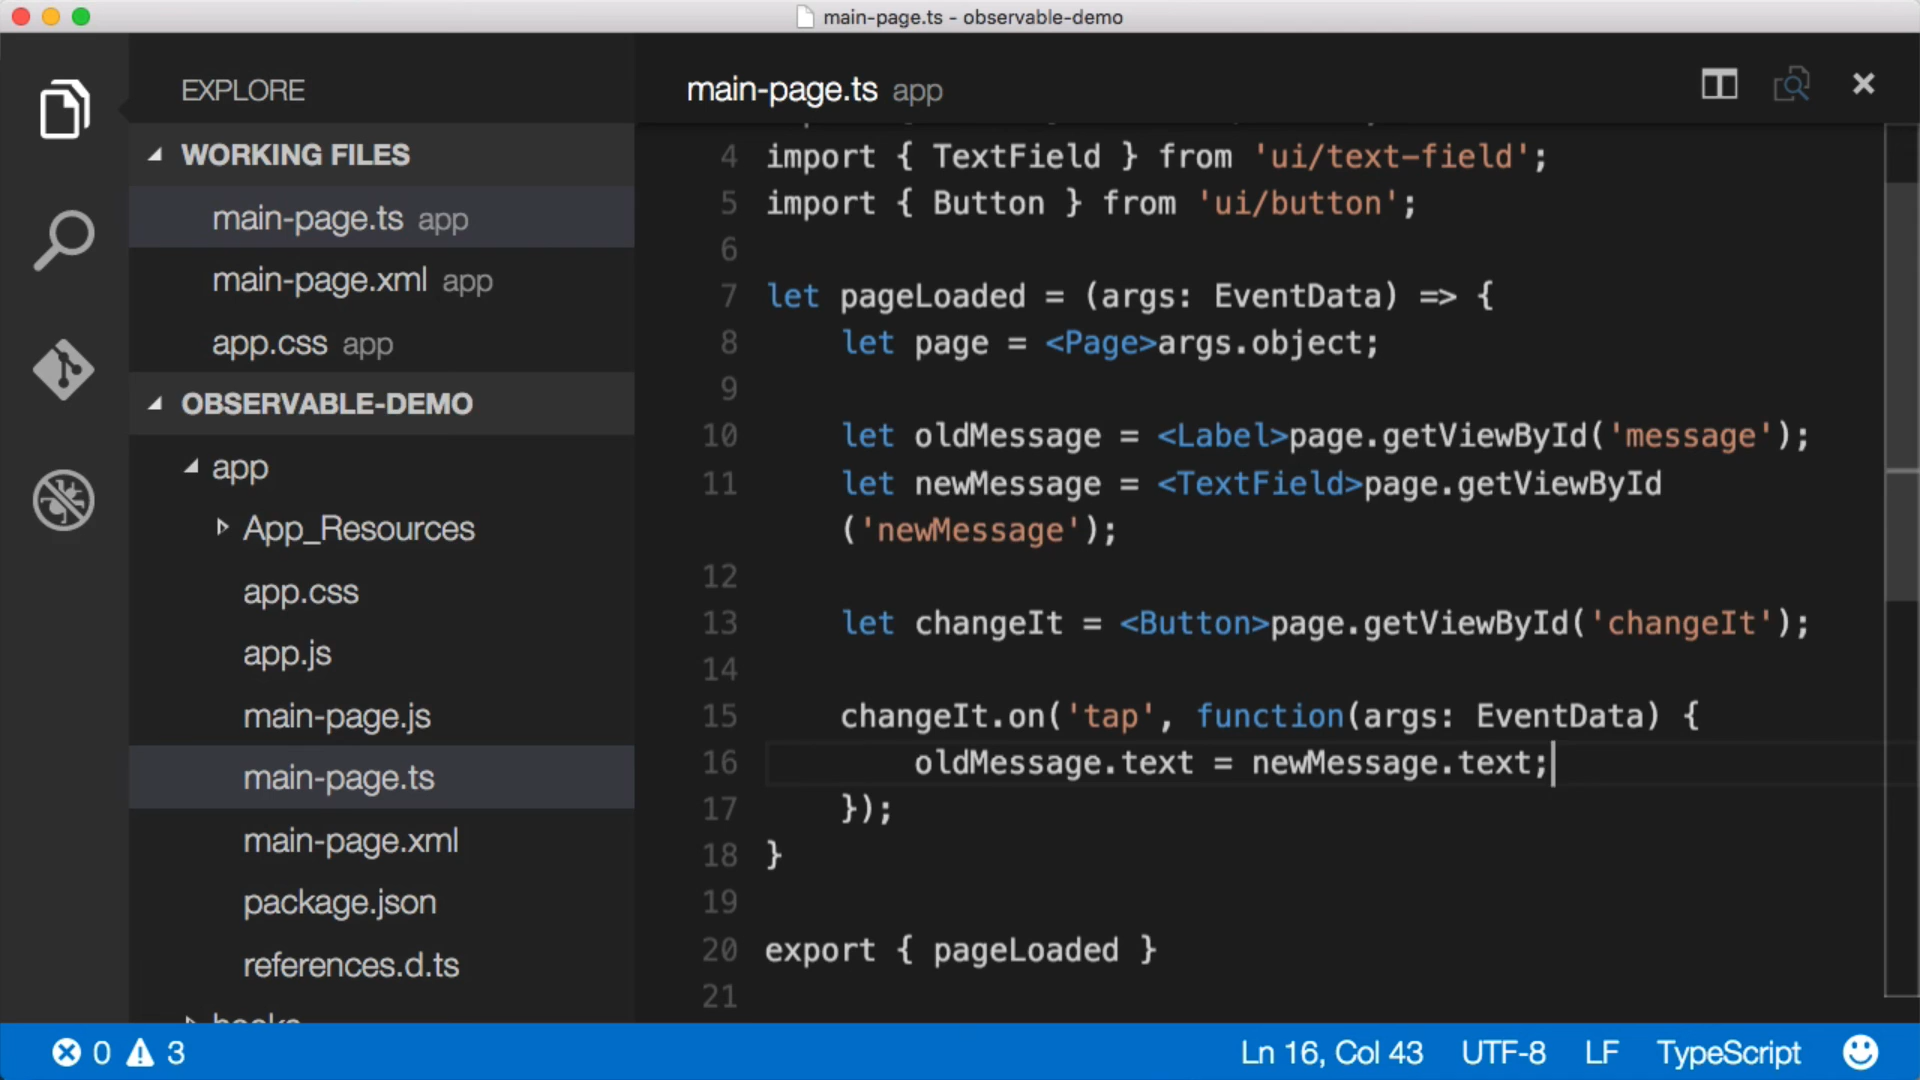 main-page.ts - observable-demo
EXPLORE
WORKING FILES
main-page.ts app
main-page.xml app
app.css app
OBSERVABLE-DEMO
app
App_Resources
app.css
app.js
main-page.js
main-page.ts
main-page.xml
package.json
references.d.ts
main-page.ts app
4 import { TextField } from 'ui/text-field';
5 import { Button } from 'ui/button';
6
7 let pageLoaded = (args: EventData) => {
8 let page = <Page>args.object;
9
10 let oldMessage = <Label>page.getViewById('message');
11 let newMessage = <TextField>page.getViewById
('newMessage');
12
13 let changeIt = <Button>page.getViewById('changeIt');
14
15 changeIt.on('tap', function(args: EventData) {
16 oldMessage.text = newMessage.text;
17 });
18 }
19
20 export { pageLoaded }
21
0 3
Ln 16, Col 43 UTF-8 LF TypeScript